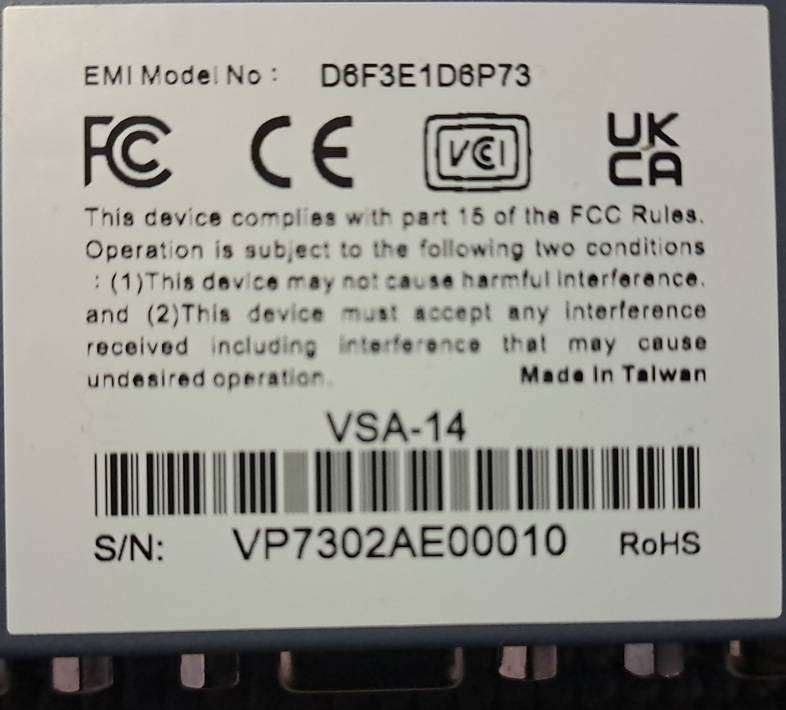 EMI Model No : D6F3E1D6P73
FC CE VCI UK
CA
This device complies with part 15 of the FCC Rules.
Operation is subject to the following two conditions
: (1)This device may not cause harmful interference.
and (2)This device must accept any interference
received including interference that may cause
undesired operation. Made In Taiwan
VSA-14
S/N: VP7302AE00010 RoHS